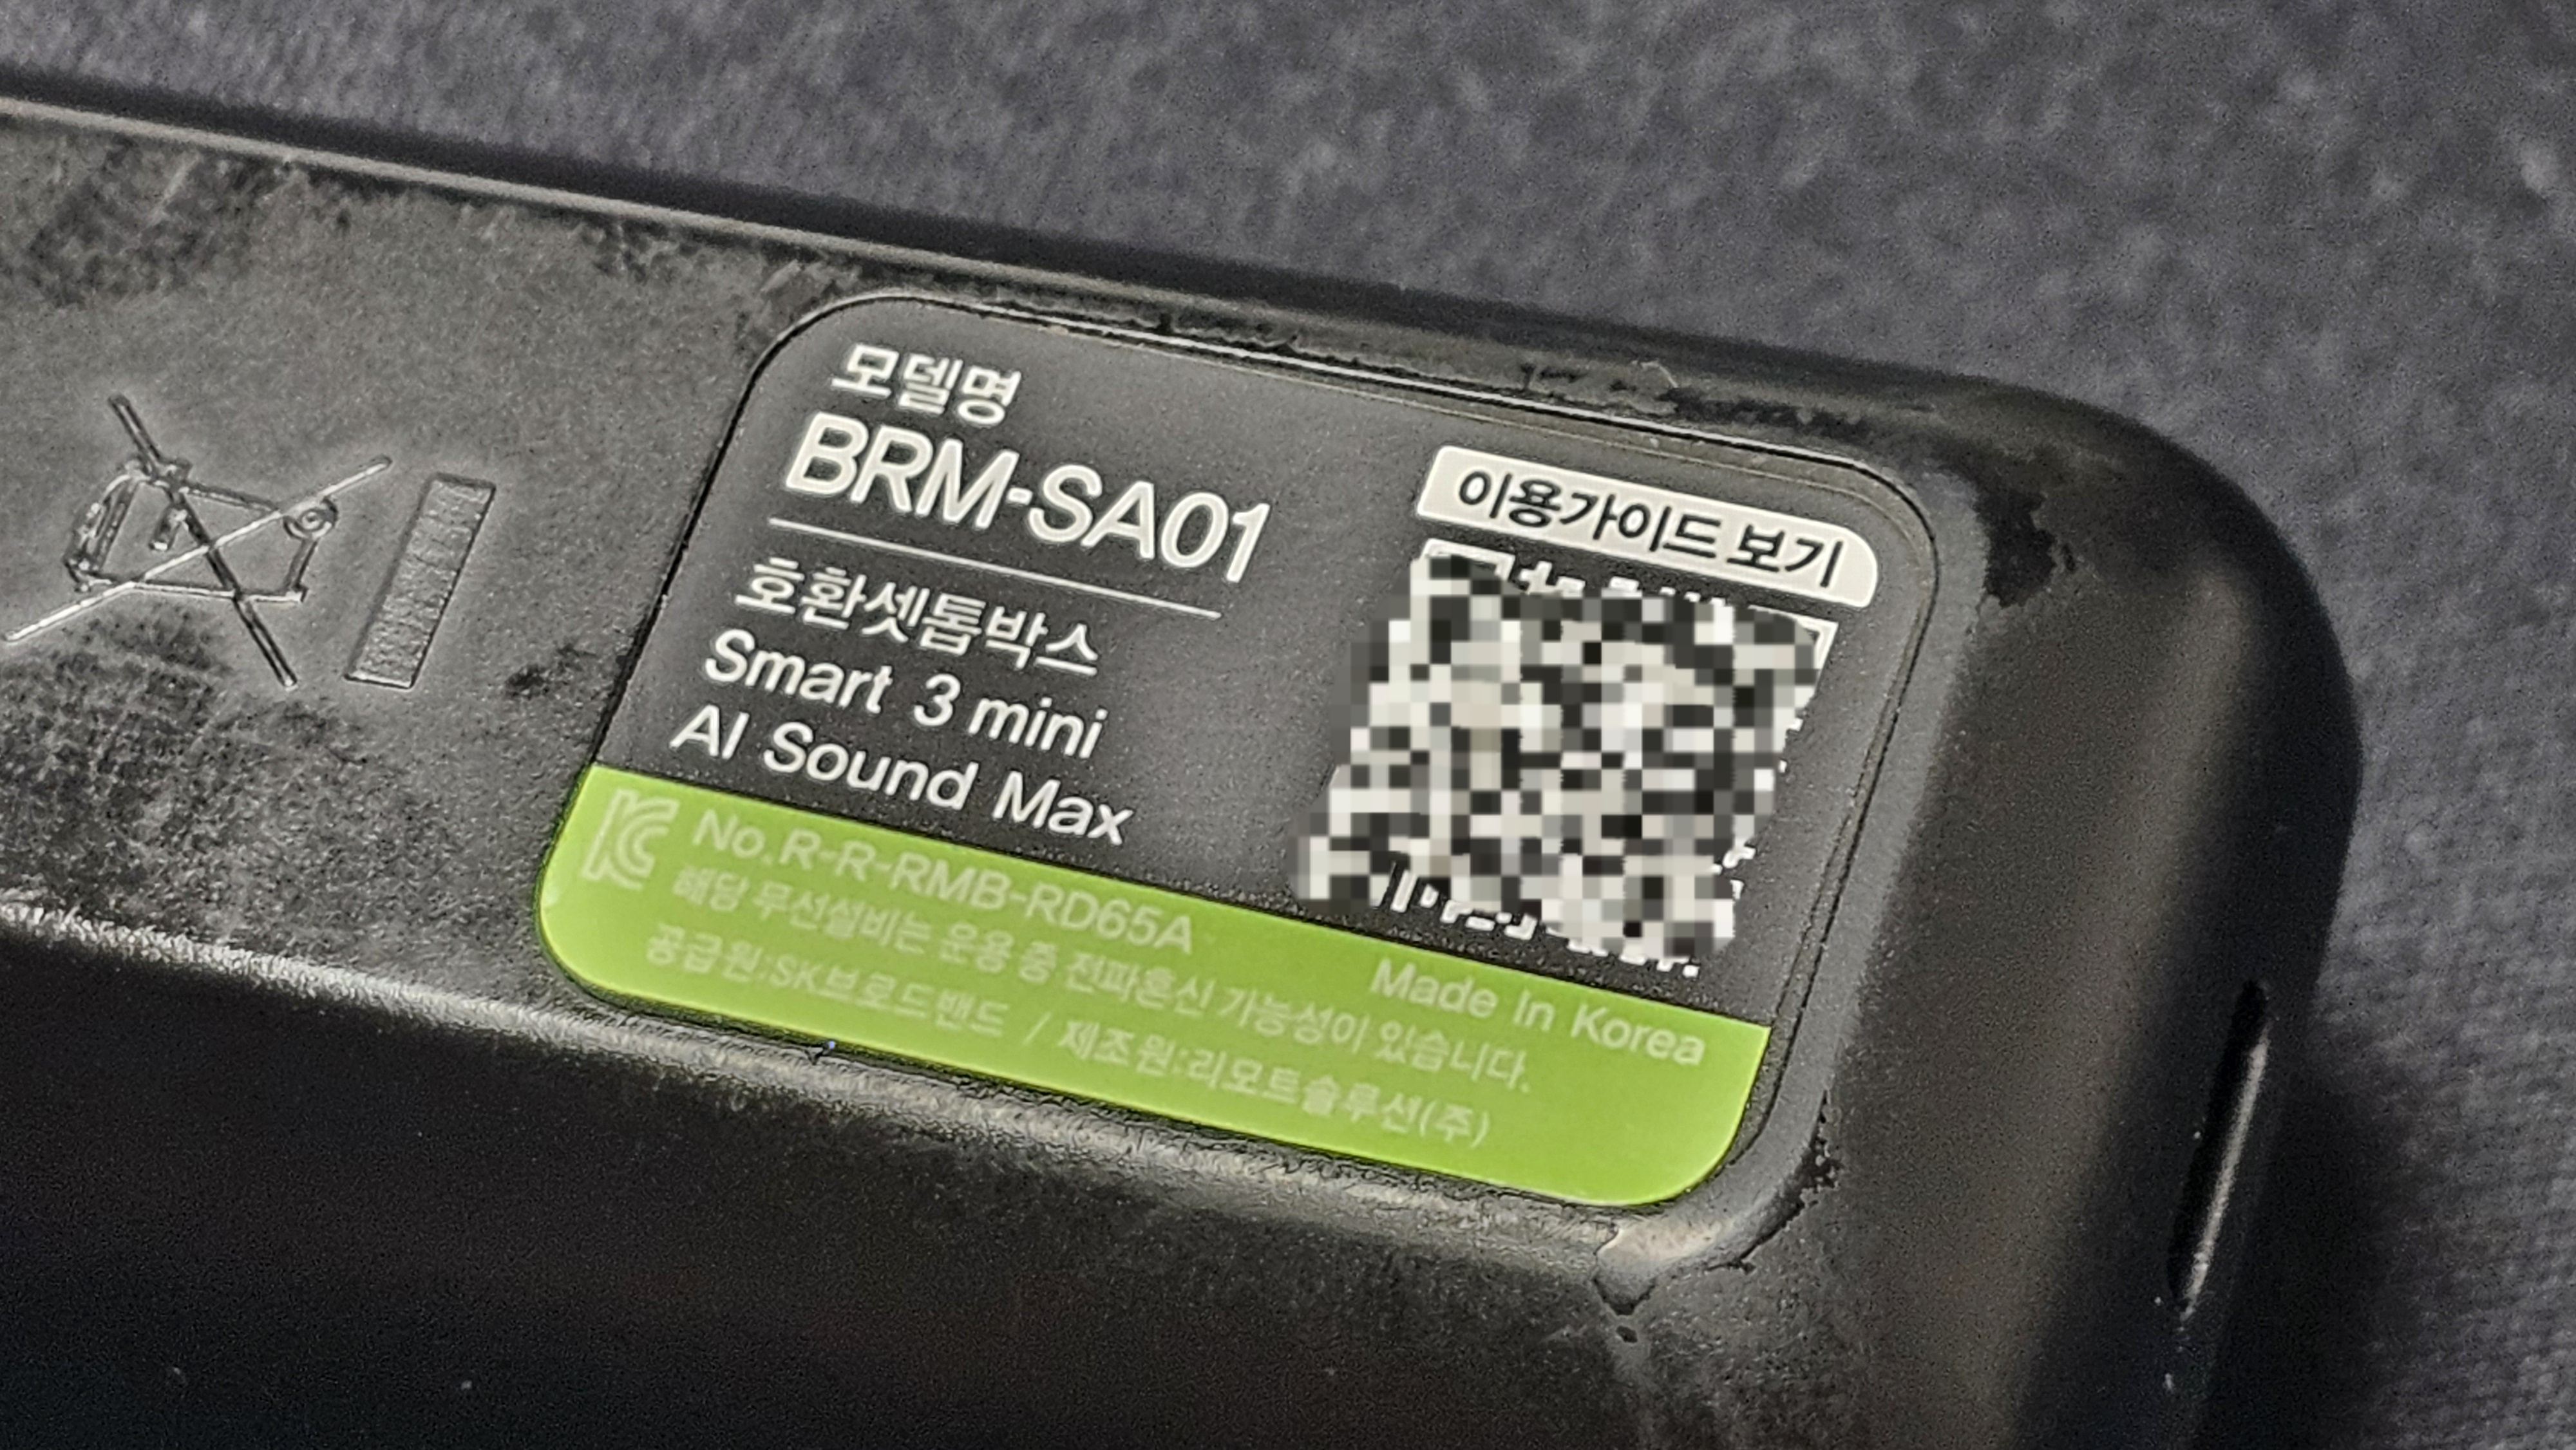 모델명
BRM-SA01
호환셋톱박스
Smart 3 mini
AI Sound Max
이용가이드 보기
No.R-R-RMB-RD65A
Made In Korea
해당 무선설비는 운용 중 전파혼신 가능성이 있습니다.
공급원:SK브로드밴드 / 제조원:리모트솔루션(주)